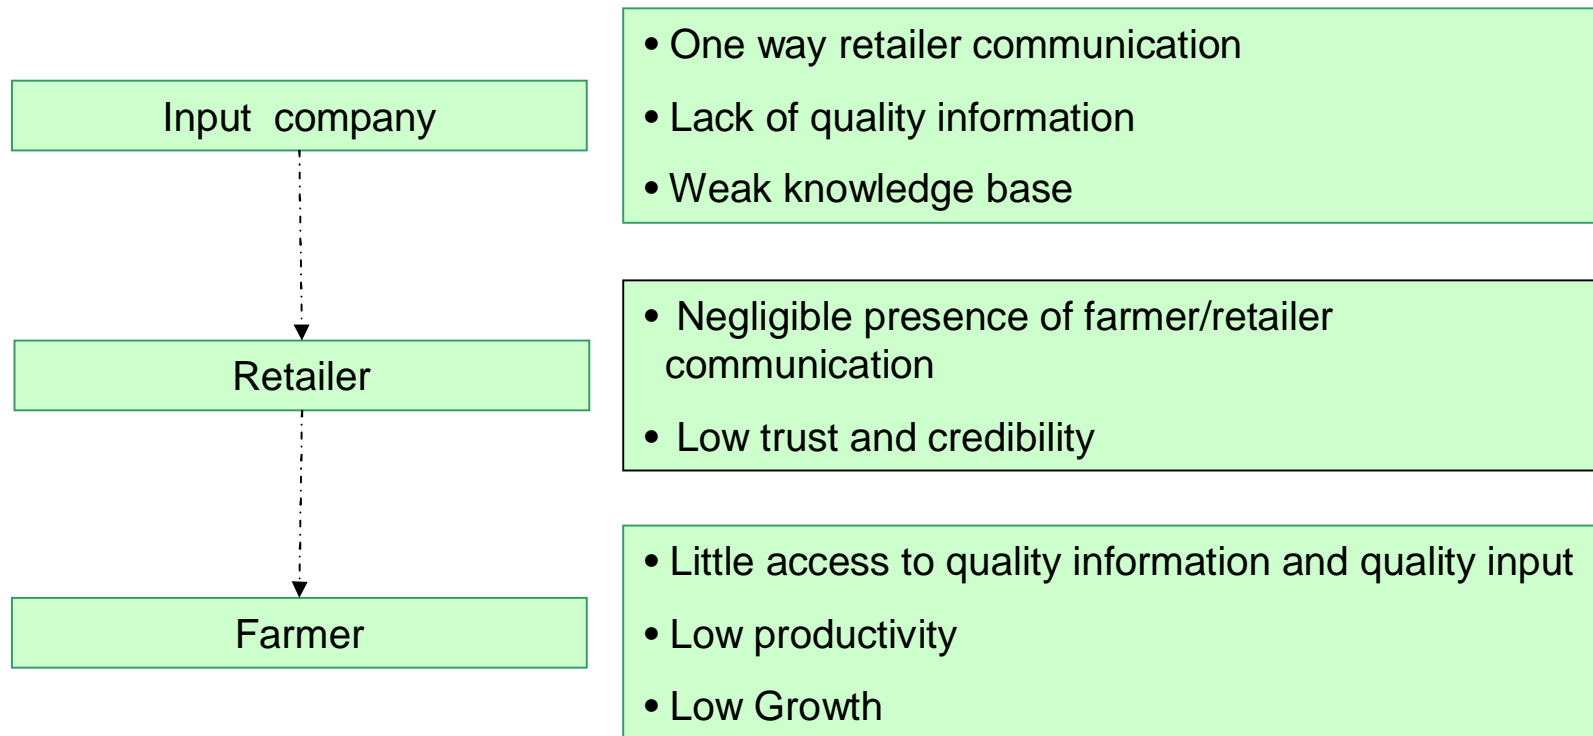 Input company
• One way retailer communication
• Lack of quality information
• Weak knowledge base
Retailer
• Negligible presence of farmer/retailer
communication
• Low trust and credibility
Farmer
• Little access to quality information and quality input
• Low productivity
• Low Growth